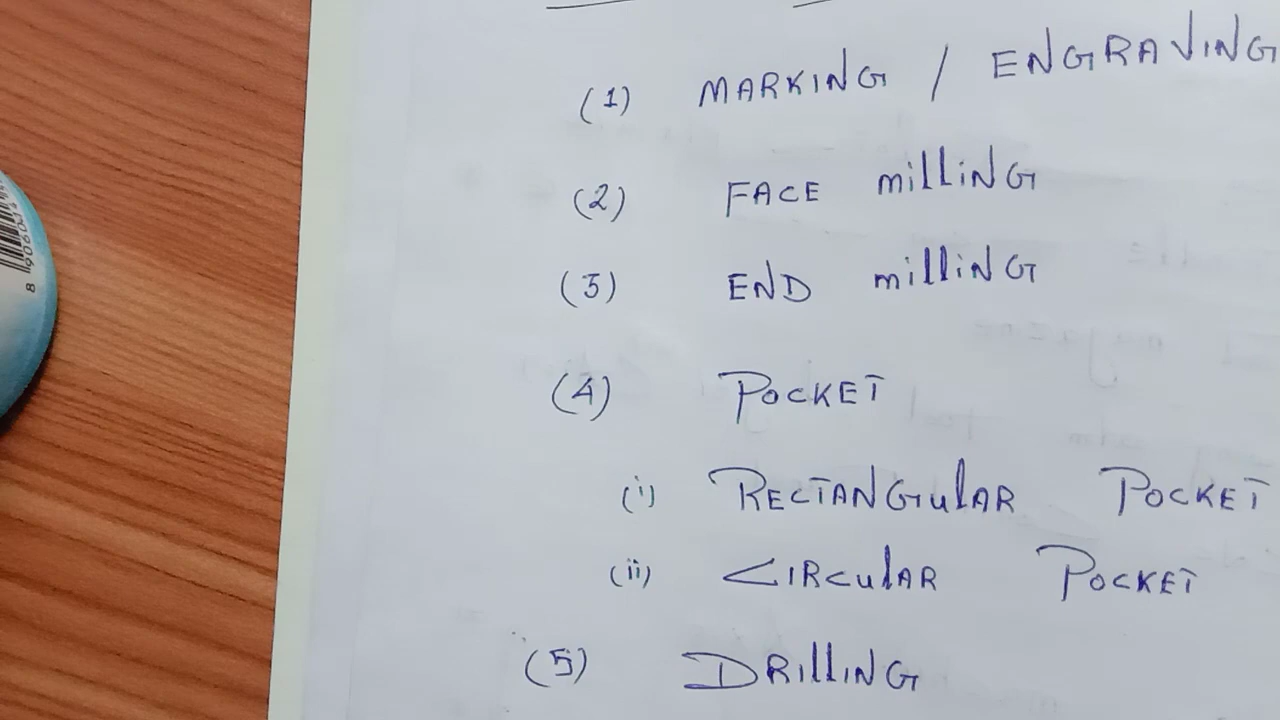 (1) MARKING / ENGRAVING
(2) FACE milliNG
(3) END milliNG
(4) POCKET
(i) RECTANGulAR POCKET
(ii) CIRculAR POCKET
(5) DRilliNG